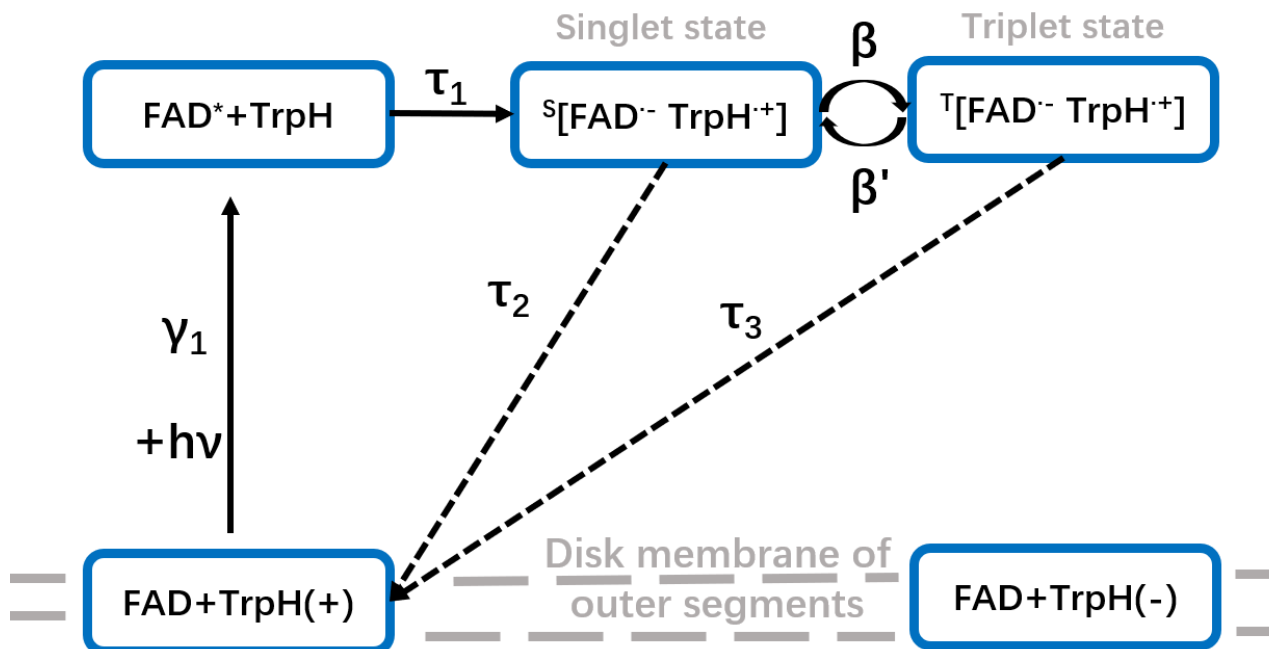 Singlet state
Triplet state
FAD*+TrpH
τ₁
ˢ[FAD˙⁻ TrpH˙⁺]
β
β'
ᵀ[FAD˙⁻ TrpH˙⁺]
τ₂
τ₃
γ₁
+hν
Disk membrane of
outer segments
FAD+TrpH(+)
FAD+TrpH(-)